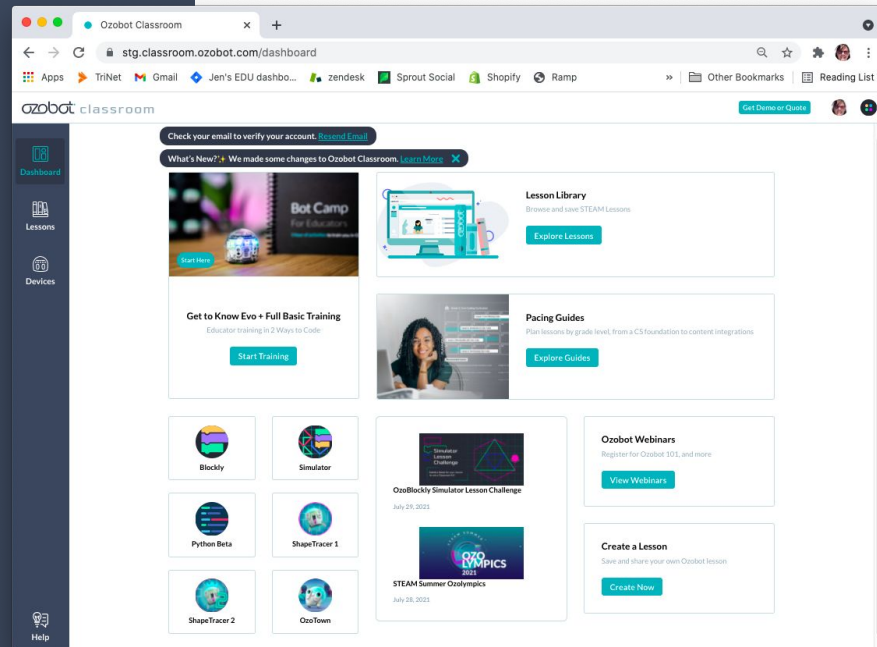 Ozobot Classroom
stg.classroom.ozobot.com/dashboard
Apps
TriNet
Gmail
Jen's EDU dashbo...
zendesk
Sprout Social
Shopify
Ramp
»
Other Bookmarks
Reading List
ozobot classroom
Get Demo or Quote
Check your email to verify your account. Resend Email
What's New?✨ We made some changes to Ozobot Classroom. Learn More
Dashboard
Lessons
Devices
Help
Bot Camp
For Educators
Start Here
Get to Know Evo + Full Basic Training
Educator training in 2 Ways to Code
Start Training
Lesson Library
Browse and save STEAM Lessons
Explore Lessons
Pacing Guides
Plan lessons by grade level, from a CS foundation to content integrations
Explore Guides
Blockly
Simulator
Python Beta
ShapeTracer 1
ShapeTracer 2
OzoTown
Simulator
Lesson
Challenge
OzoBlockly Simulator Lesson Challenge
July 29, 2021
OZO
LYMPICS
2021
STEAM Summer Ozolympics
July 28, 2021
Ozobot Webinars
Register for Ozobot 101, and more
View Webinars
Create a Lesson
Save and share your own Ozobot lesson
Create Now